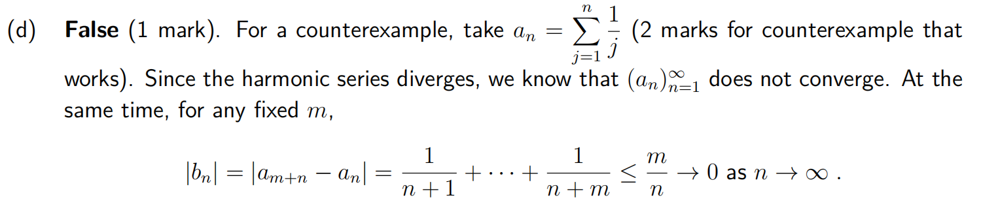 (d) False (1 mark). For a counterexample, take $a_n = \sum_{j=1}^{n} \frac{1}{j}$ (2 marks for counterexample that
works). Since the harmonic series diverges, we know that $(a_n)_{n=1}^{\infty}$ does not converge. At the
same time, for any fixed $m$,
$|b_n| = |a_{m+n} - a_n| = \frac{1}{n+1} + \cdots + \frac{1}{n+m} \leq \frac{m}{n} \to 0$ as $n \to \infty$ .